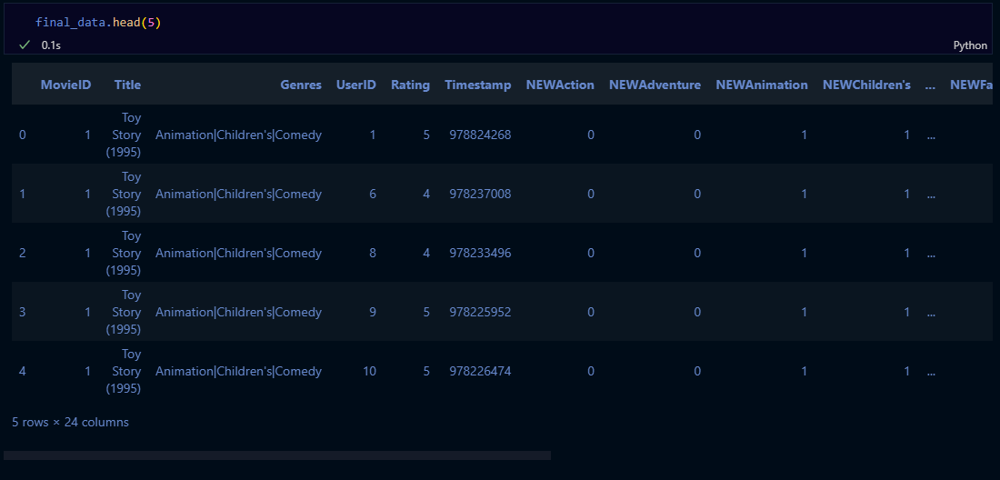 final_data.head(5)
0.1s
Python
MovieID Title Genres UserID Rating Timestamp NEWAction NEWAdventure NEWAnimation NEWChildren's ... NEWFa
0 1 Toy Story (1995) Animation|Children's|Comedy 1 5 978824268 0 0 1 1 ...
1 1 Toy Story (1995) Animation|Children's|Comedy 6 4 978237008 0 0 1 1 ...
2 1 Toy Story (1995) Animation|Children's|Comedy 8 4 978233496 0 0 1 1 ...
3 1 Toy Story (1995) Animation|Children's|Comedy 9 5 978225952 0 0 1 1 ...
4 1 Toy Story (1995) Animation|Children's|Comedy 10 5 978226474 0 0 1 1 ...
5 rows × 24 columns